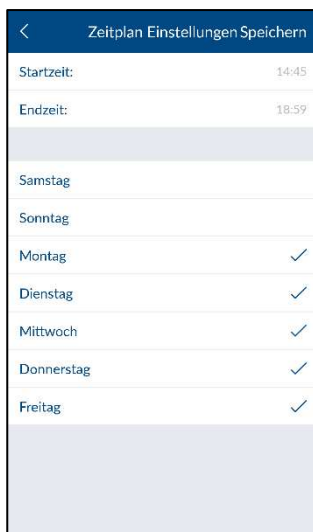 Zeitplan Einstellungen Speichern
Startzeit: 14:45
Endzeit: 18:59
Samstag
Sonntag
Montag
Dienstag
Mittwoch
Donnerstag
Freitag